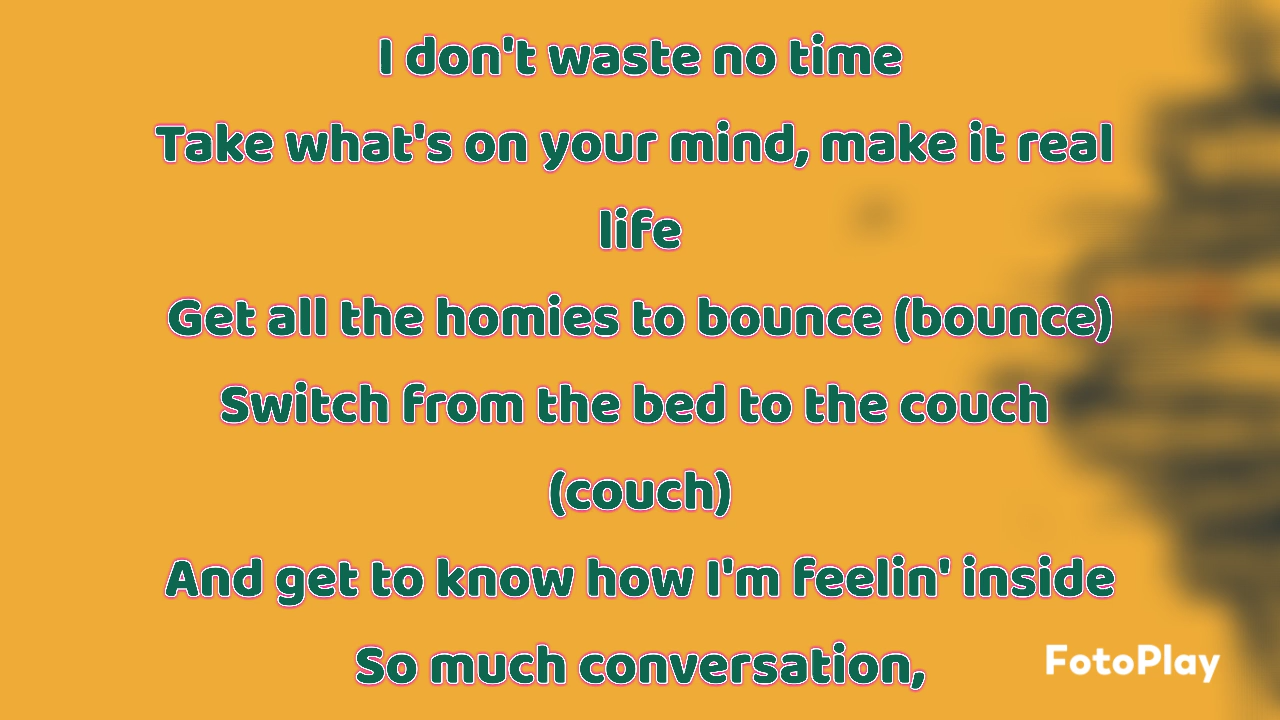 I don't waste no time
Take what's on your mind, make it real
life
Get all the homies to bounce (bounce)
Switch from the bed to the couch
(couch)
And get to know how I'm feelin' inside
So much conversation,
FotoPlay